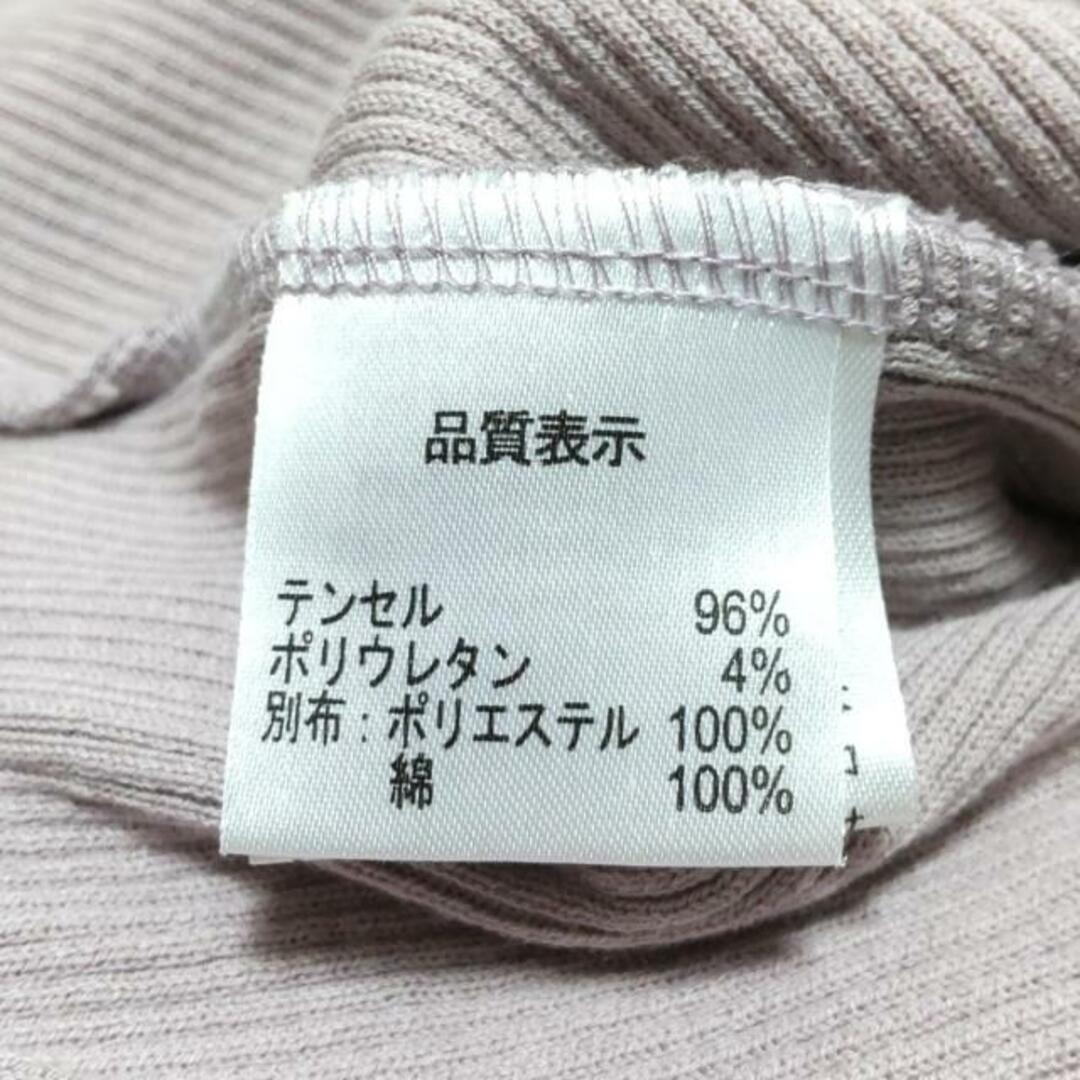 品質表示
テンセル 96%
ポリウレタン 4%
別布：ポリエステル 100%
綿 100%